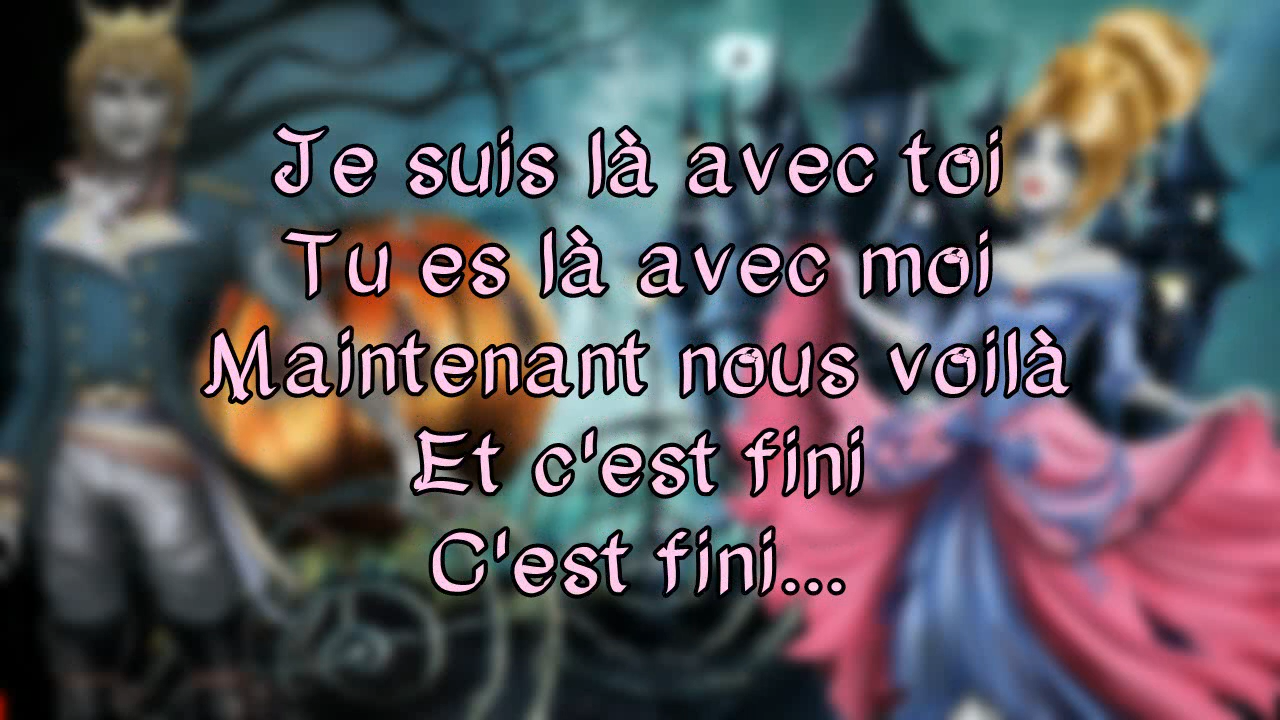 Je suis là avec toi
Tu es là avec moi
Maintenant nous voilà
Et c'est fini
C'est fini...